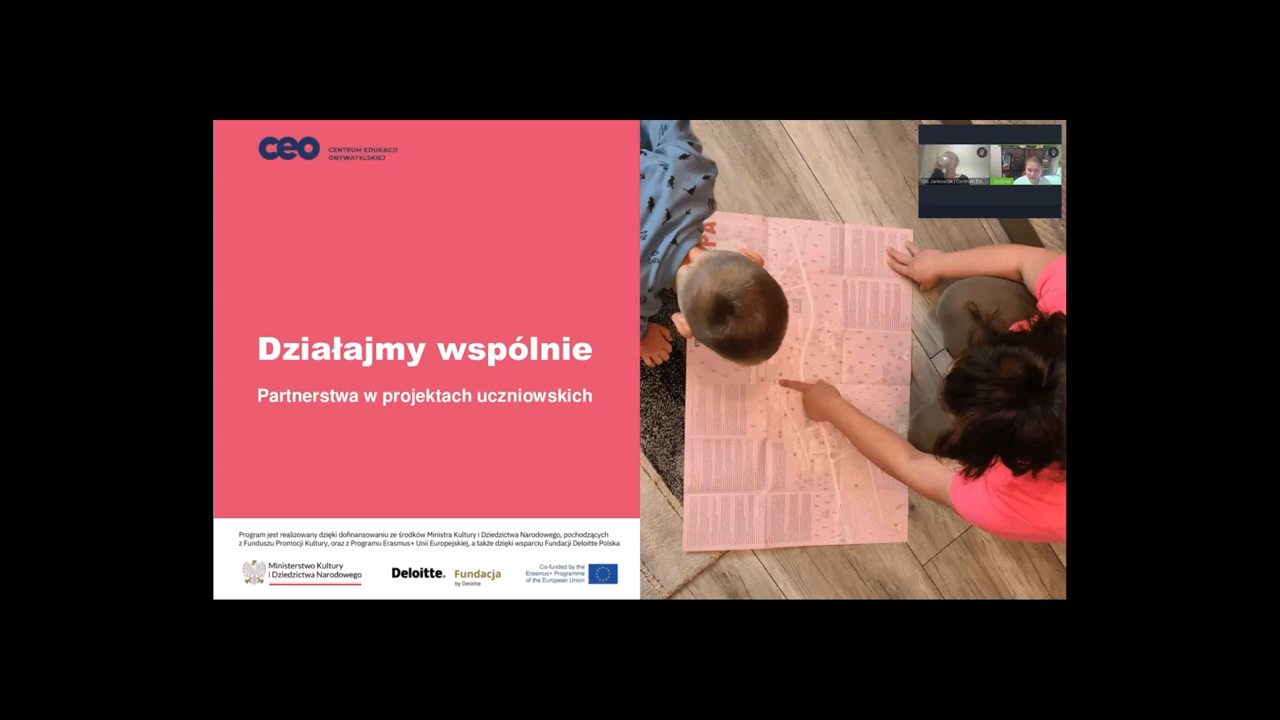 ceo
CENTRUM EDUKACJI
OBYWATELSKIEJ
Działajmy wspólnie
Partnerstwa w projektach uczniowskich
Program jest realizowany dzięki dofinansowaniu ze środków Ministra Kultury i Dziedzictwa Narodowego, pochodzących
z Funduszu Promocji Kultury, oraz z Programu Erasmus+ Unii Europejskiej, a także dzięki wsparciu Fundacji Deloitte Polska
Ministerstwo Kultury
i Dziedzictwa Narodowego
Deloitte.
Fundacja
by Deloitte
Co-funded by the
Erasmus+ Programme
of the European Union
PA